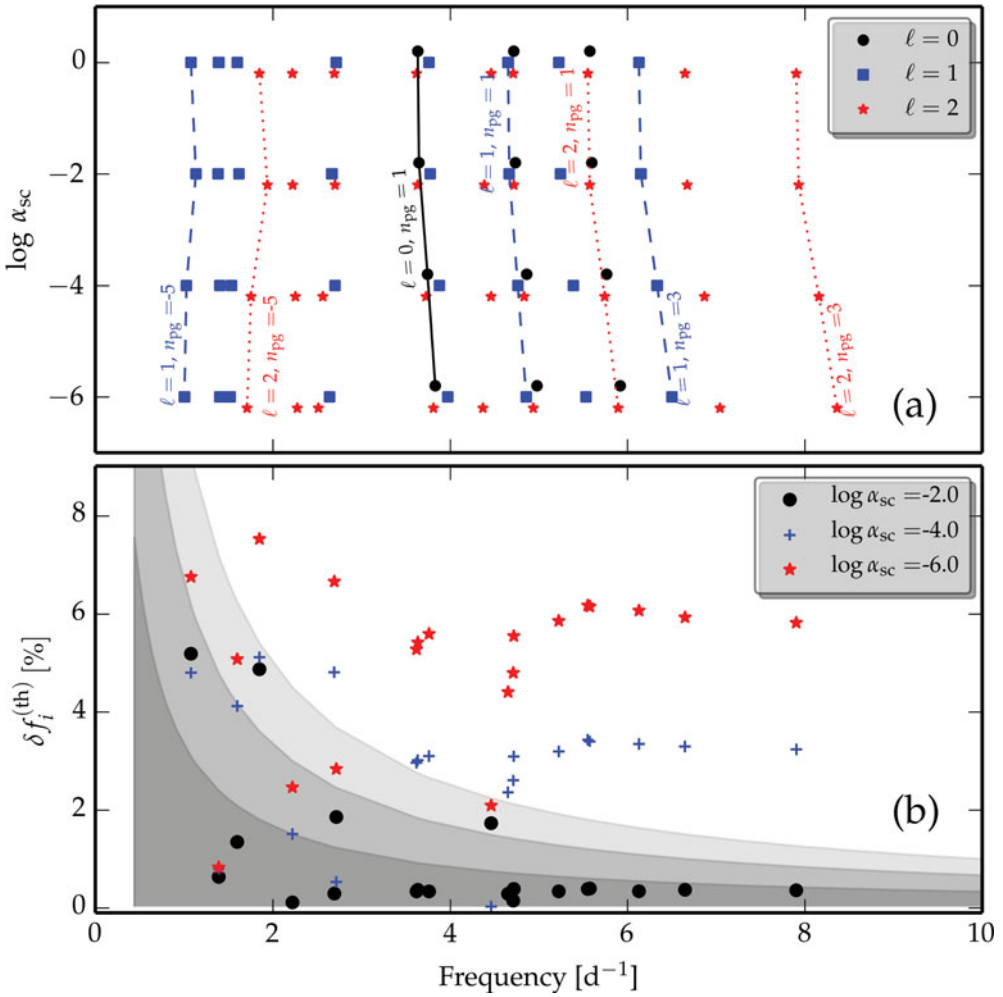 0
−2
−4
−6
log α_sc
ℓ = 0
ℓ = 1
ℓ = 2
ℓ = 1, n_pg =-5
ℓ = 2, n_pg =-5
ℓ = 0, n_pg = 1
ℓ = 1, n_pg = 1
ℓ = 2, n_pg = 1
ℓ = 1, n_pg =3
ℓ = 2, n_pg =3
(a)
8
6
4
2
0
δf_i^(th) [%]
log α_sc =-2.0
log α_sc =-4.0
log α_sc =-6.0
(b)
0 2 4 6 8 10
Frequency [d⁻¹]